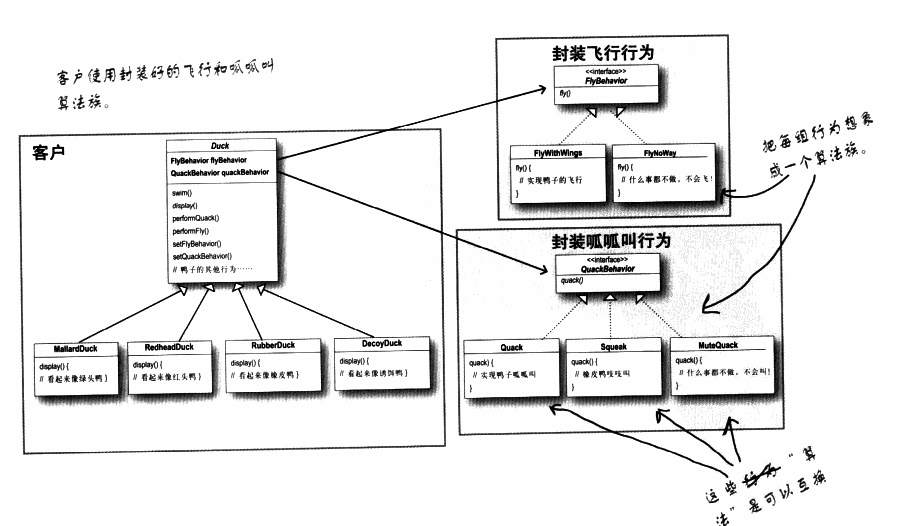 客户使用封装好的飞行和呱呱叫
算法族。
客户
Duck
FlyBehavior flyBehavior
QuackBehavior quackBehavior
swim()
display()
performQuack()
performFly()
setFlyBehavior()
setQuackBehavior()
// 鸭子的其他行为……
MallardDuck
display() {
// 看起来像绿头鸭 }
RedheadDuck
display() {
// 看起来像红头鸭 }
RubberDuck
display() {
// 看起来像橡皮鸭 }
DecoyDuck
display() {
// 看起来像诱饵鸭 }
封装飞行行为
<<interface>>
FlyBehavior
fly()
FlyWithWings
fly() {
// 实现鸭子的飞行
}
FlyNoWay
fly() {
// 什么事都不做，不会飞！
}
把每组行为想象
成一个算法族。
封装呱呱叫行为
<<interface>>
QuackBehavior
quack()
Quack
quack() {
// 实现鸭子呱呱叫
}
Squeak
quack() {
// 橡皮鸭吱吱叫
}
MuteQuack
quack() {
// 什么事都不做，不会叫！
}
这些 “算
法”是可以互换